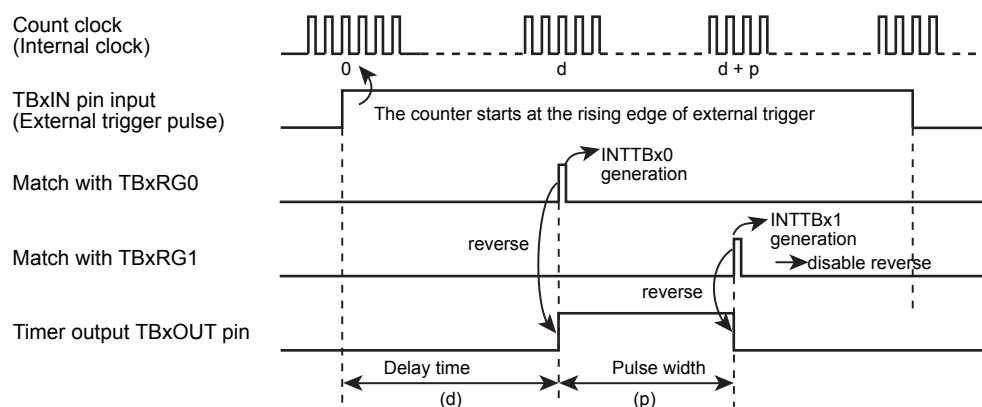 Count clock
(Internal clock)
0
d
d + p
TBxIN pin input
(External trigger pulse)
The counter starts at the rising edge of external trigger
Match with TBxRG0
INTTBx0
generation
reverse
Match with TBxRG1
INTTBx1
generation
disable reverse
reverse
Timer output TBxOUT pin
Delay time
(d)
Pulse width
(p)